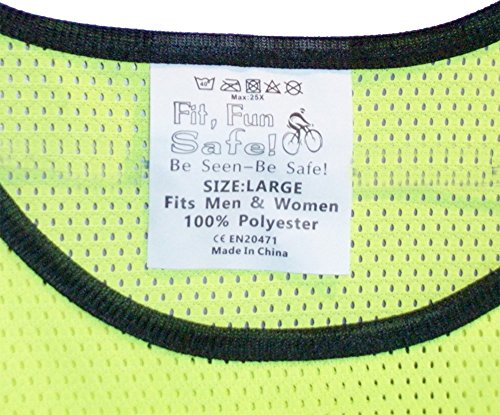 40
Max:25X
Fit, Fun
Safe!
Be Seen-Be Safe!
SIZE:LARGE
Fits Men & Women
100% Polyester
CE EN20471
Made In China